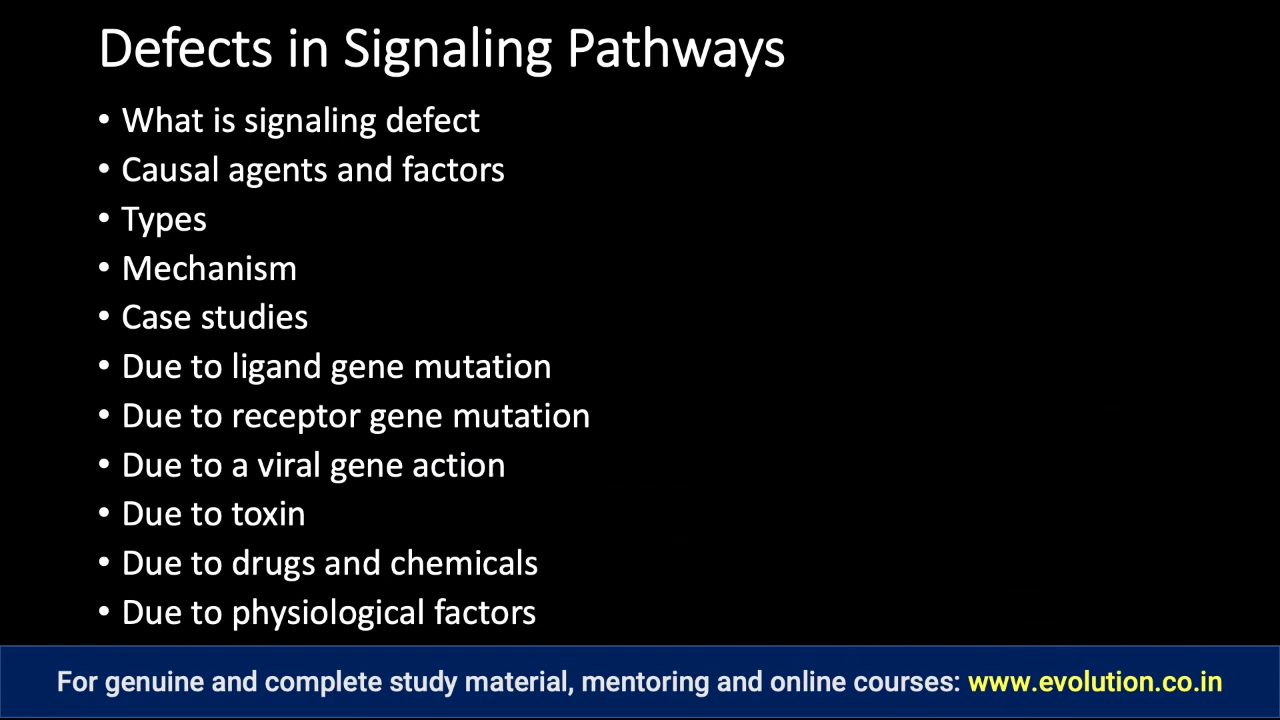 Defects in Signaling Pathways
• What is signaling defect
• Causal agents and factors
• Types
• Mechanism
• Case studies
• Due to ligand gene mutation
• Due to receptor gene mutation
• Due to a viral gene action
• Due to toxin
• Due to drugs and chemicals
• Due to physiological factors
For genuine and complete study material, mentoring and online courses: www.evolution.co.in